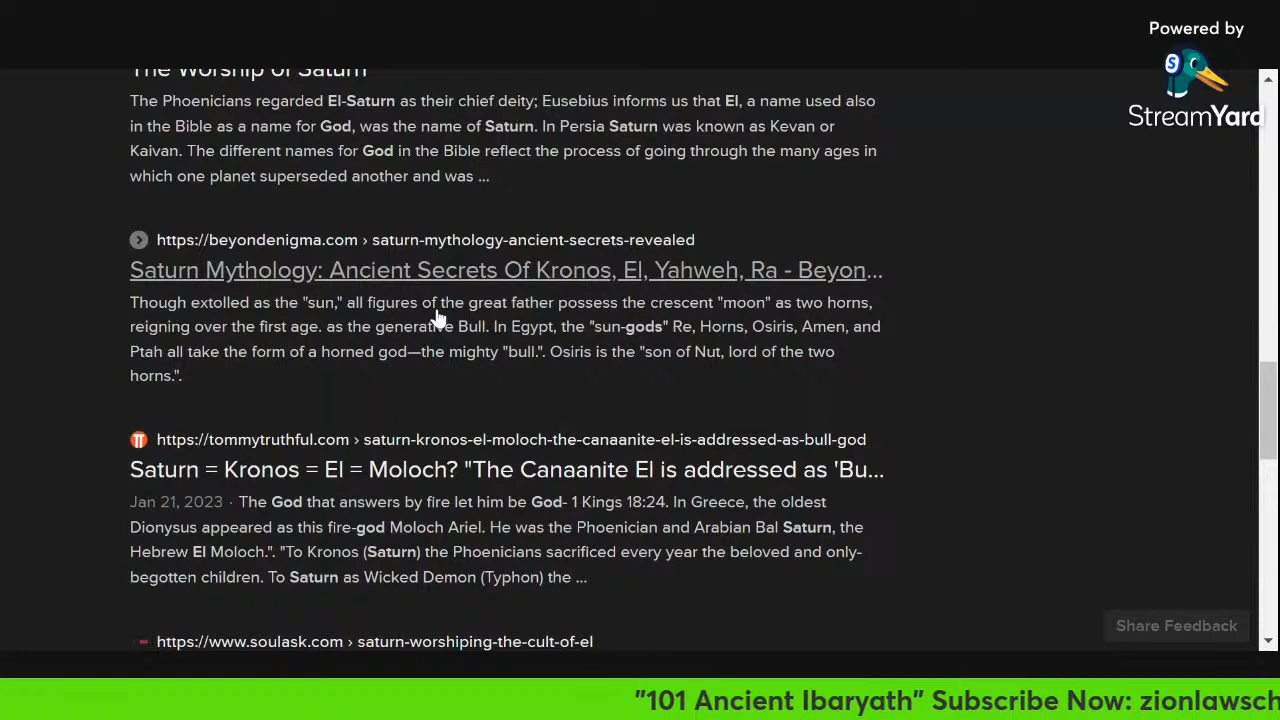 Powered by
StreamYard
The Worship of Saturn
The Phoenicians regarded El-Saturn as their chief deity; Eusebius informs us that El, a name used also
in the Bible as a name for God, was the name of Saturn. In Persia Saturn was known as Kevan or
Kaivan. The different names for God in the Bible reflect the process of going through the many ages in
which one planet superseded another and was ...
https://beyondenigma.com › saturn-mythology-ancient-secrets-revealed
Saturn Mythology: Ancient Secrets Of Kronos, El, Yahweh, Ra - Beyon...
Though extolled as the "sun," all figures of the great father possess the crescent "moon" as two horns,
reigning over the first age. as the generative Bull. In Egypt, the "sun-gods" Re, Horns, Osiris, Amen, and
Ptah all take the form of a horned god—the mighty "bull.". Osiris is the "son of Nut, lord of the two
horns.".
https://tommytruthful.com › saturn-kronos-el-moloch-the-canaanite-el-is-addressed-as-bull-god
Saturn = Kronos = El = Moloch? "The Canaanite El is addressed as 'Bu...
Jan 21, 2023 · The God that answers by fire let him be God- 1 Kings 18:24. In Greece, the oldest
Dionysus appeared as this fire-god Moloch Ariel. He was the Phoenician and Arabian Bal Saturn, the
Hebrew El Moloch.". "To Kronos (Saturn) the Phoenicians sacrificed every year the beloved and only-
begotten children. To Saturn as Wicked Demon (Typhon) the ...
https://www.soulask.com › saturn-worshiping-the-cult-of-el
Share Feedback
"101 Ancient Ibaryath" Subscribe Now: zionlawsch